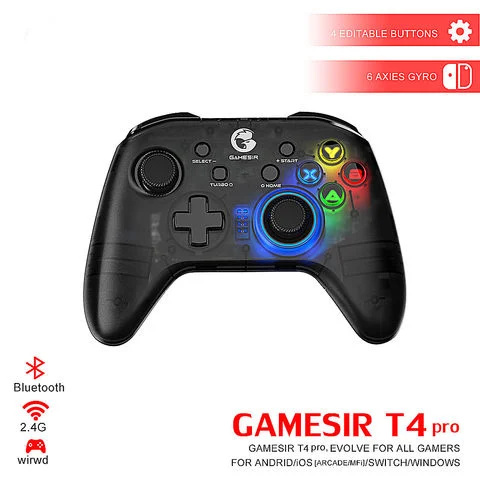 4 EDITABLE BUTTONS
6 AXIES GYRO
GAMESIR
SELECT −
+ START
TURBO
HOME
Y
X
B
A
Bluetooth
2.4G
wirwd
GAMESIR T4 pro
GAMESIR T4 pro, EVOLVE FOR ALL GAMERS
FOR ANDRID/iOS [ARCADE/MFi]/SWITCH/WINDOWS